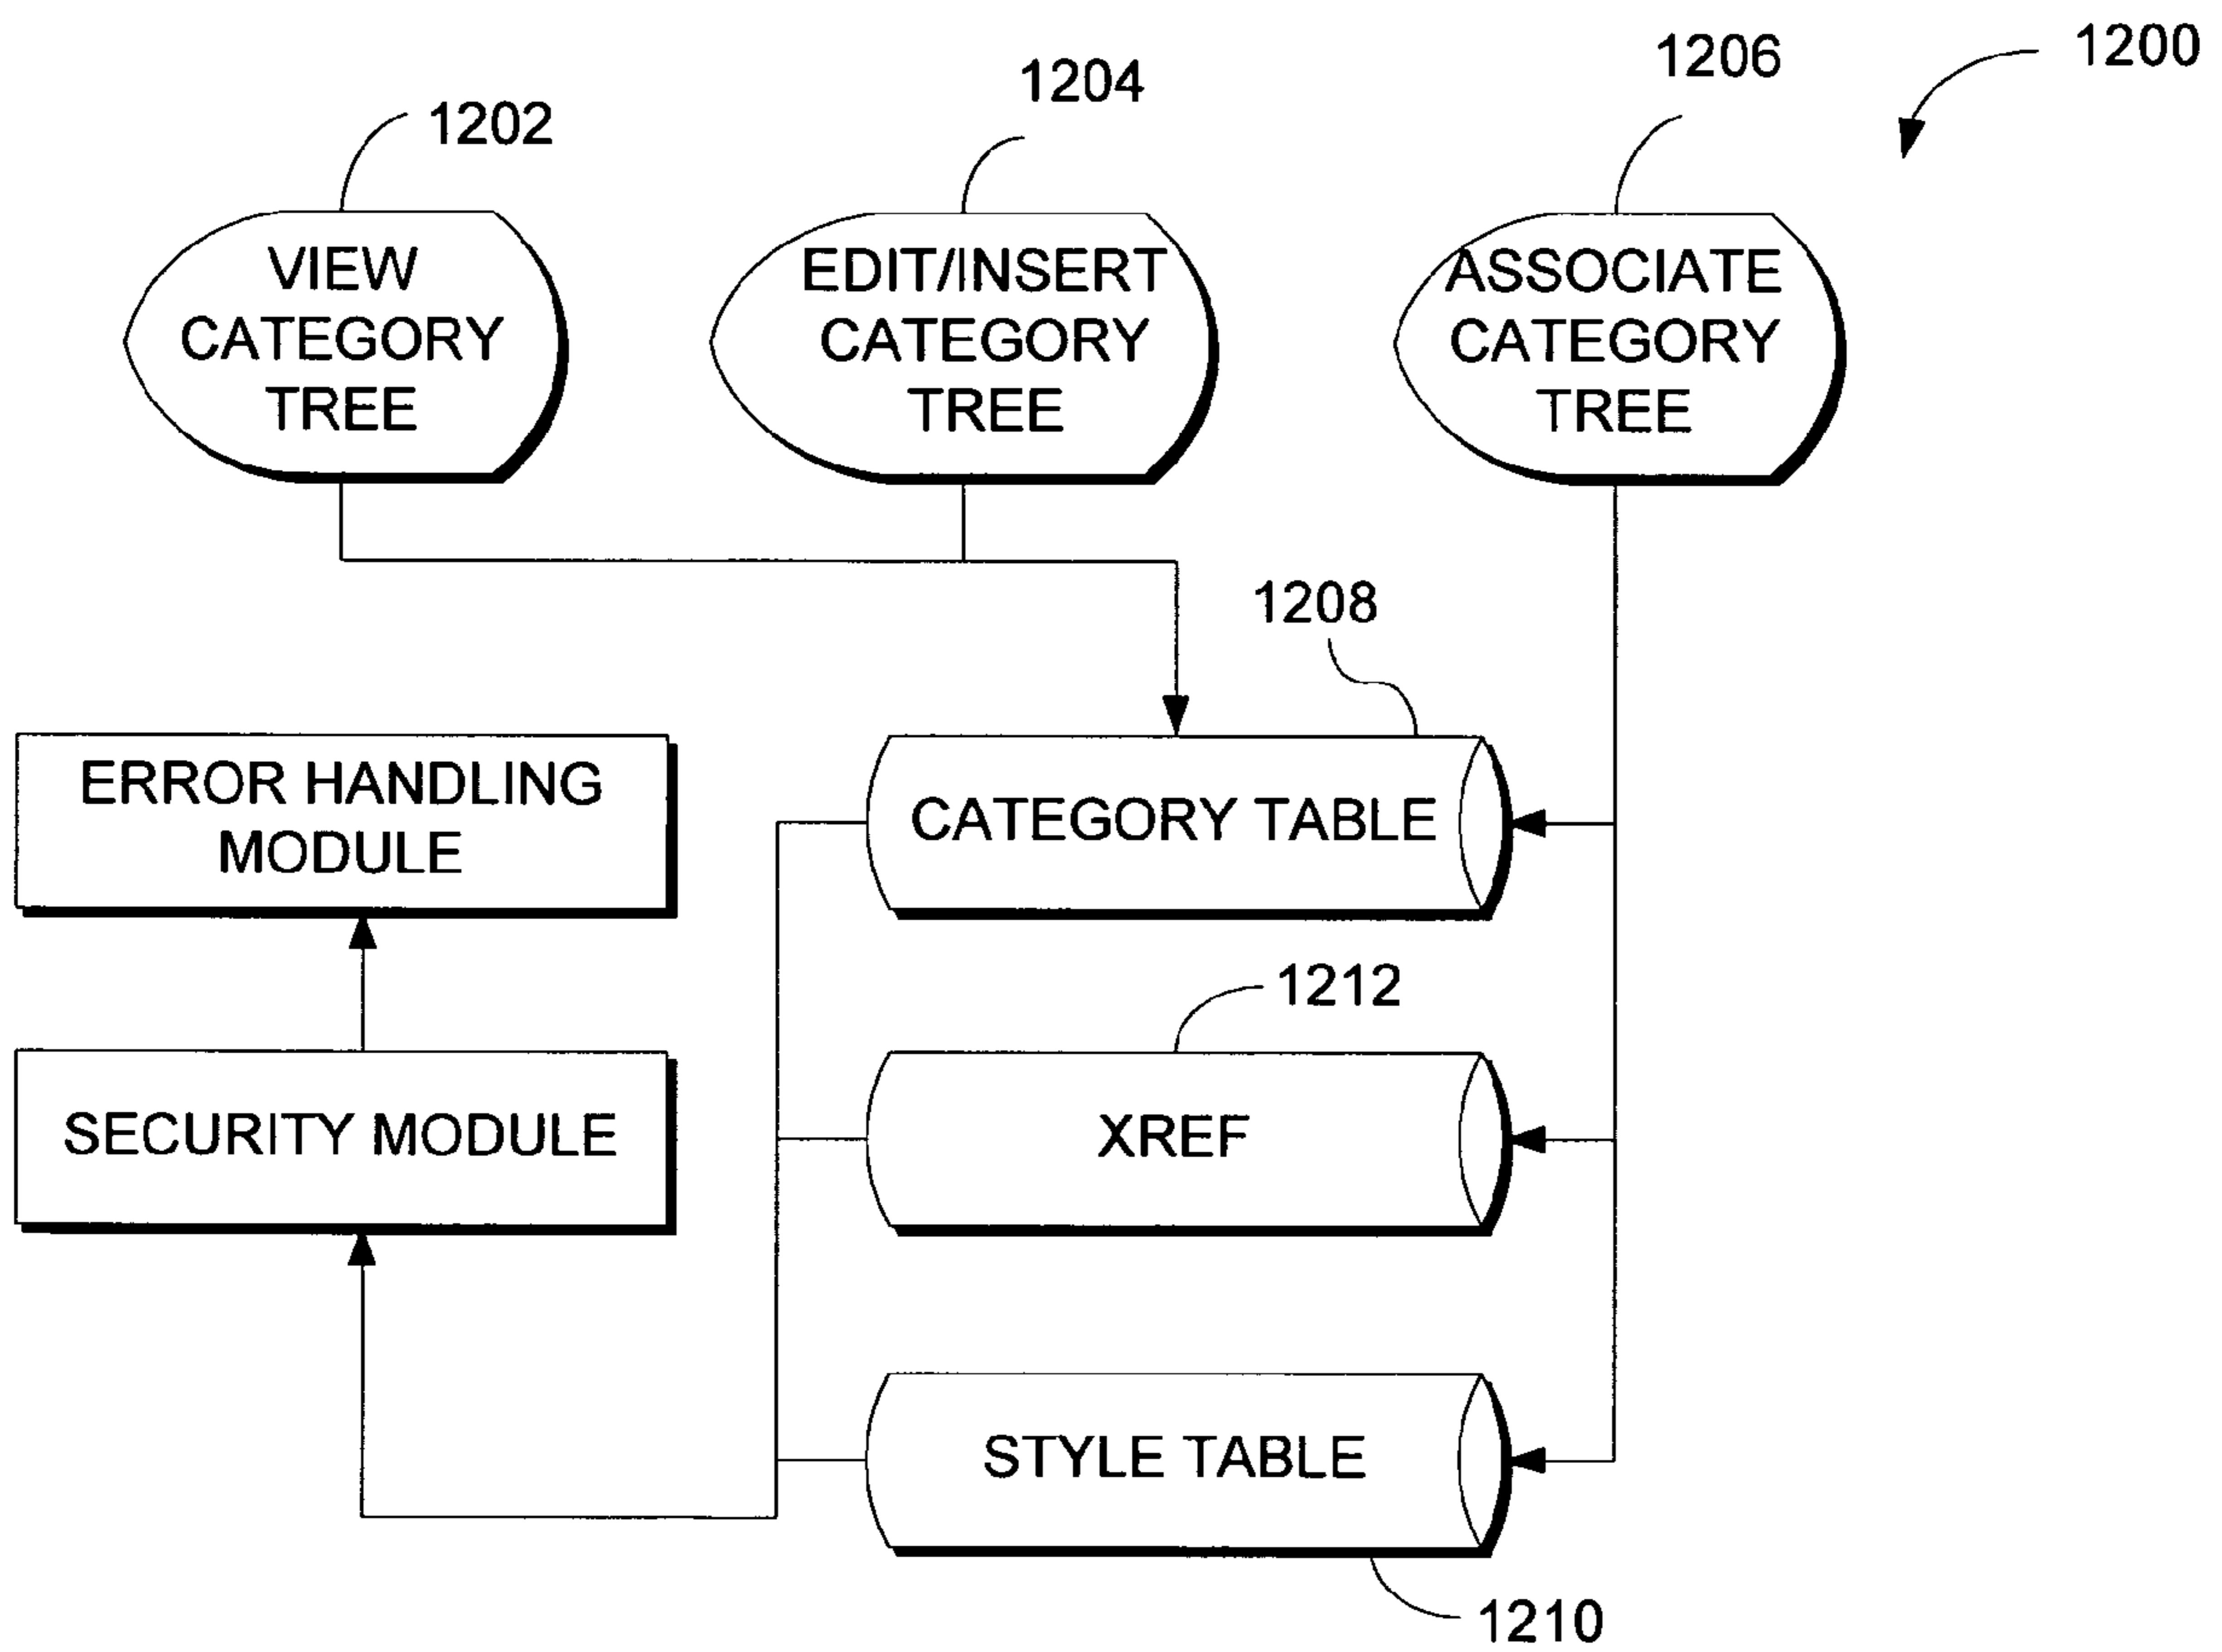 1200
1206
1204
1202
VIEW
CATEGORY
TREE
EDIT/INSERT
CATEGORY
TREE
ASSOCIATE
CATEGORY
TREE
1208
ERROR HANDLING
MODULE
CATEGORY TABLE
1212
SECURITY MODULE
XREF
STYLE TABLE
1210